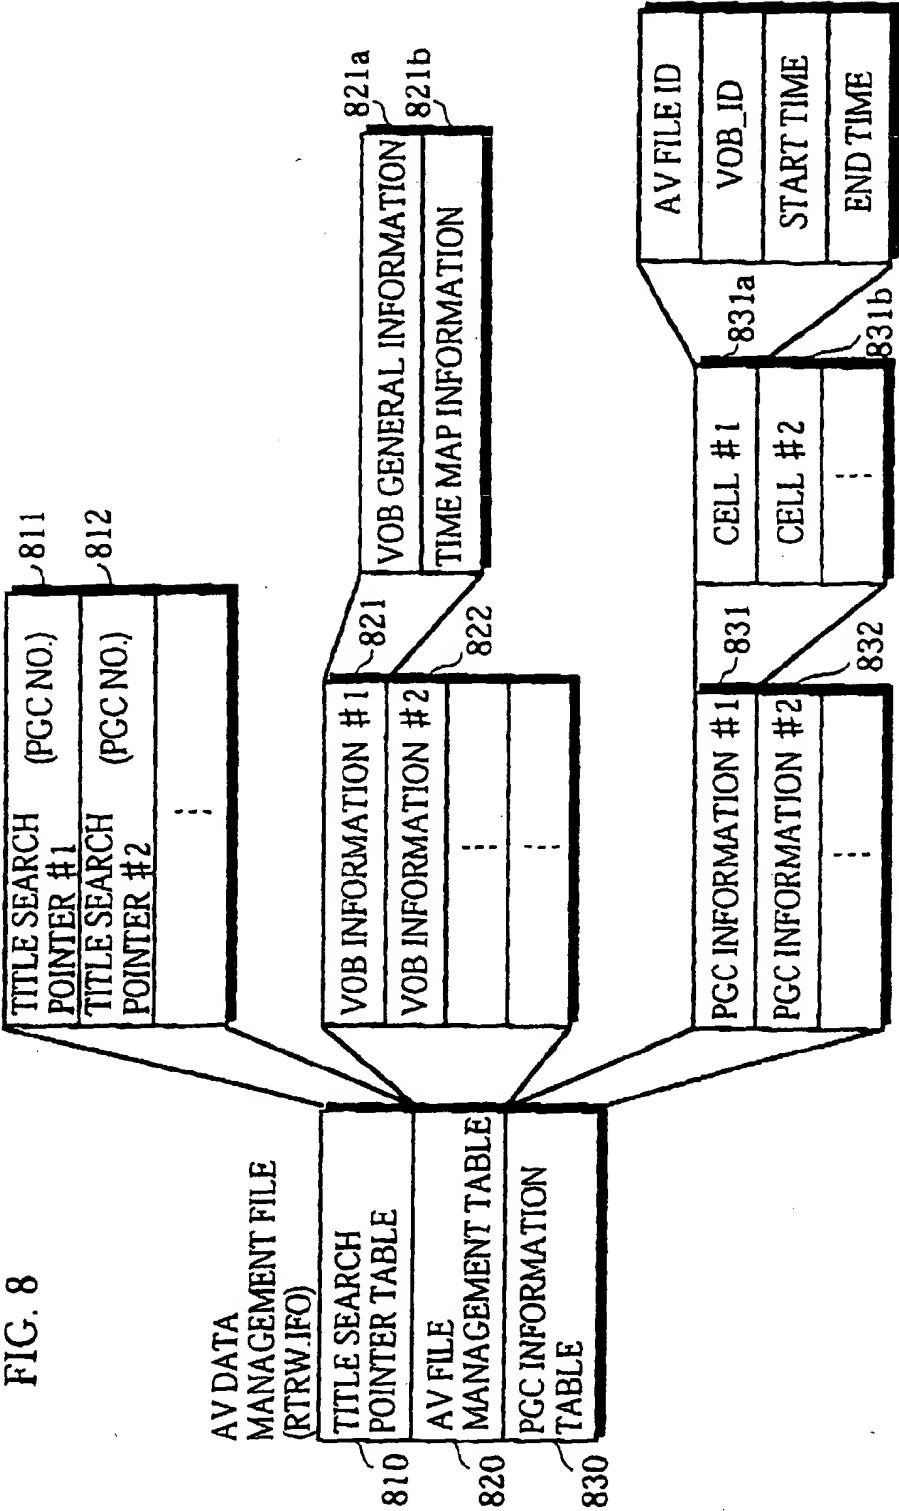 FIG. 8
AV DATA
MANAGEMENT FILE
(RTRW.IFO)
810
TITLE SEARCH
POINTER TABLE
820
AV FILE
MANAGEMENT TABLE
830
PGC INFORMATION
TABLE
TITLE SEARCH
POINTER #1 (PGC NO.)
811
TITLE SEARCH
POINTER #2 (PGC NO.)
812
VOB INFORMATION #1
821
VOB INFORMATION #2
822
VOB GENERAL INFORMATION
821a
TIME MAP INFORMATION
821b
PGC INFORMATION #1
831
PGC INFORMATION #2
832
CELL #1
831a
CELL #2
831b
AV FILE ID
VOB_ID
START TIME
END TIME